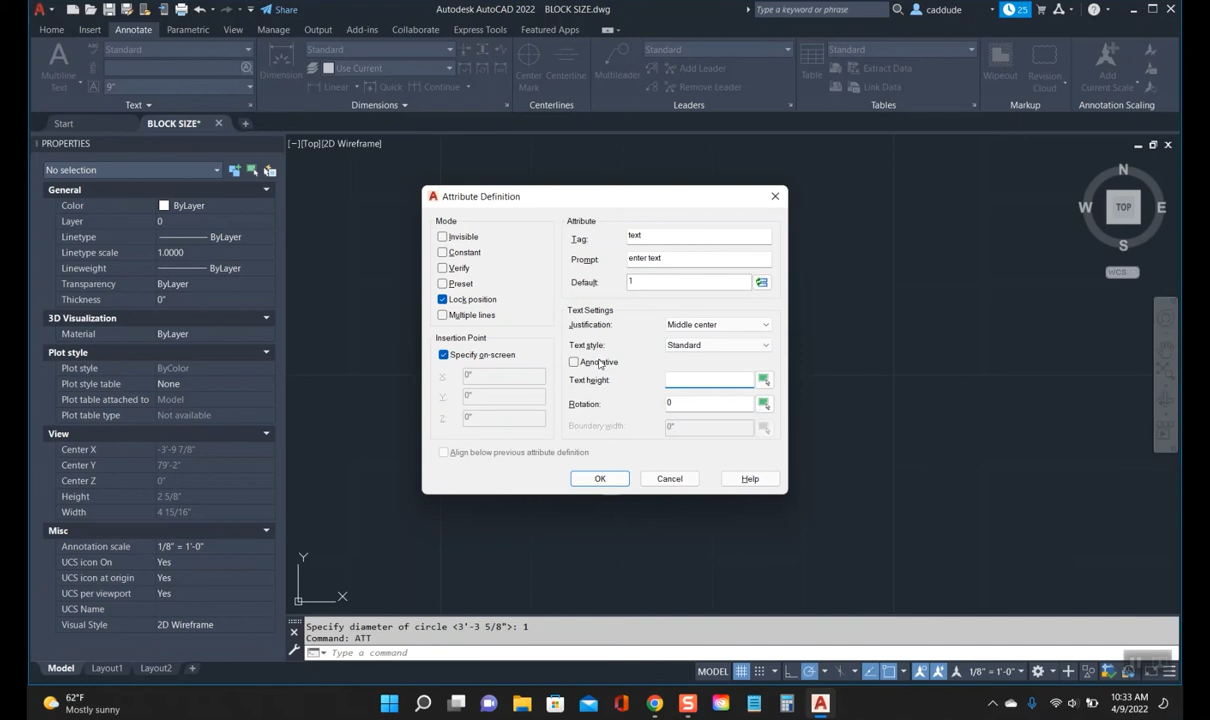 Share
Autodesk AutoCAD 2022 BLOCK SIZE.dwg
Type a keyword or phrase
caddude
25
Home Insert Annotate Parametric View Manage Output Add-ins Collaborate Express Tools Featured Apps
Multiline
Text
Standard
9"
Text
Dimension
Standard
Use Current
Linear Quick Continue
Dimensions
Center
Mark
Centerline
Centerlines
Multileader
Standard
Add Leader
Remove Leader
Leaders
Table
Standard
Extract Data
Link Data
Tables
Wipeout
Revision
Cloud
Markup
Add
Current Scale
Annotation Scaling
Start
BLOCK SIZE*
PROPERTIES
No selection
General
Color ByLayer
Layer 0
Linetype ByLayer
Linetype scale 1.0000
Lineweight ByLayer
Transparency ByLayer
Thickness 0"
3D Visualization
Material ByLayer
Plot style
Plot style ByColor
Plot style table None
Plot table attached to Model
Plot table type Not available
View
Center X -3'-9 7/8"
Center Y 79'-2"
Center Z 0"
Height 2 5/8"
Width 4 15/16"
Misc
Annotation scale 1/8" = 1'-0"
UCS icon On Yes
UCS icon at origin Yes
UCS per viewport Yes
UCS Name
Visual Style 2D Wireframe
[−][Top][2D Wireframe]
N
W TOP E
S
WCS
Attribute Definition
Mode
Invisible
Constant
Verify
Preset
Lock position
Multiple lines
Insertion Point
Specify on-screen
X 0"
Y 0"
Z 0"
Attribute
Tag: text
Prompt: enter text
Default: 1
Text Settings
Justification: Middle center
Text style: Standard
Annotative
Text height:
Rotation: 0
Boundary width: 0"
Align below previous attribute definition
OK Cancel Help
Y
X
Specify diameter of circle <3'-3 5/8">: 1
Command: ATT
Type a command
Model Layout1 Layout2
MODEL 1/8" = 1'-0"
62°F
Mostly sunny
10:33 AM
4/9/2022